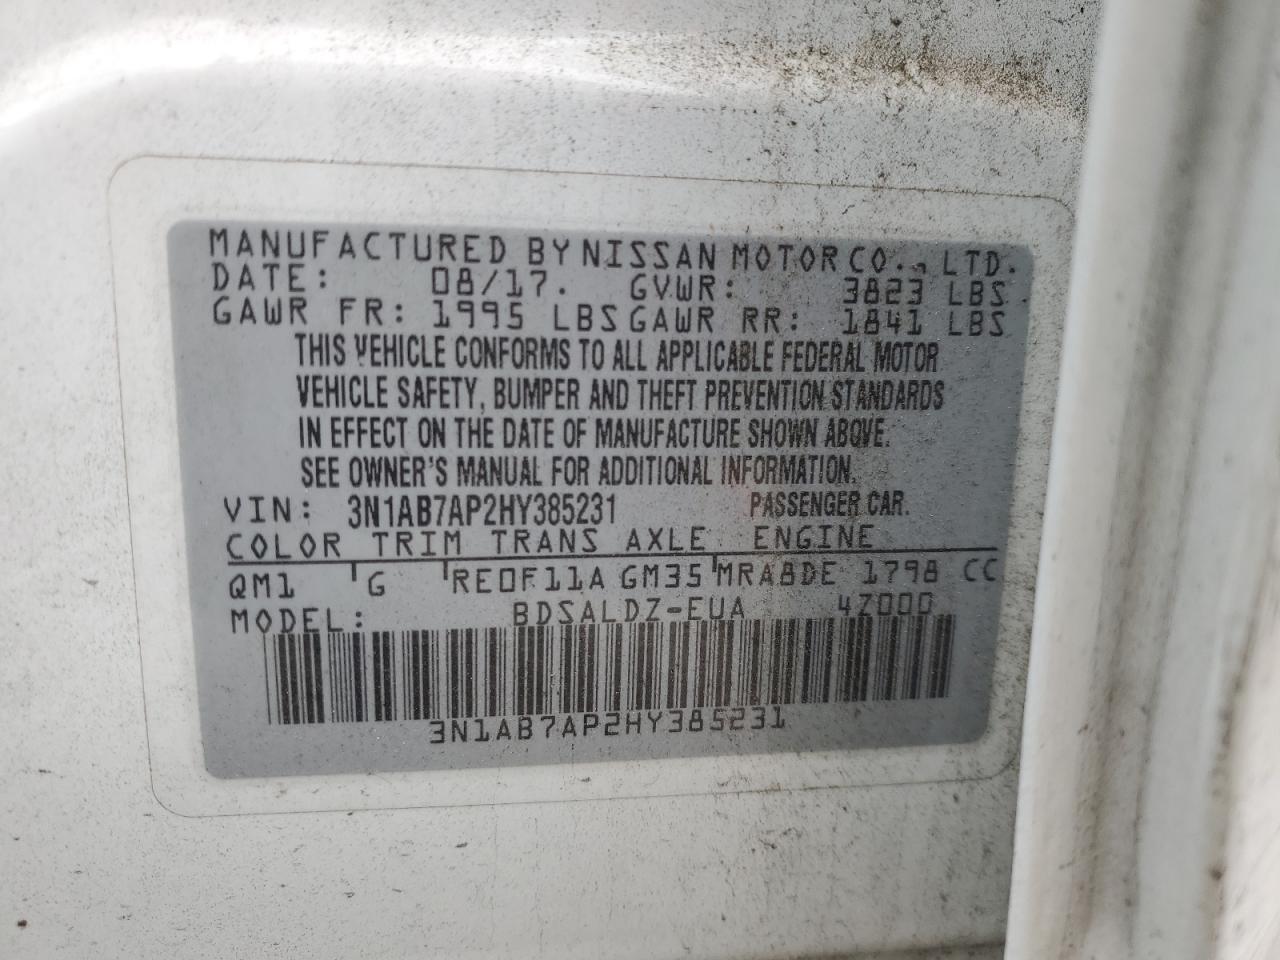 MANUFACTURED BY NISSAN MOTOR CO., LTD.
DATE: 08/17. GVWR: 3823 LBS
GAWR FR: 1995 LBS GAWR RR: 1841 LBS
THIS VEHICLE CONFORMS TO ALL APPLICABLE FEDERAL MOTOR
VEHICLE SAFETY, BUMPER AND THEFT PREVENTION STANDARDS
IN EFFECT ON THE DATE OF MANUFACTURE SHOWN ABOVE.
SEE OWNER'S MANUAL FOR ADDITIONAL INFORMATION.
VIN: 3N1AB7AP2HY385231 PASSENGER CAR.
COLOR TRIM TRANS AXLE ENGINE
QM1 G RE0F11A GM35 MRA8DE 1798 CC
MODEL: BDSALDZ-EUA 4Z000
3N1AB7AP2HY385231